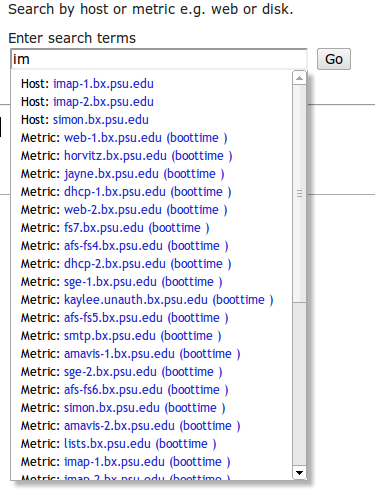 Search by host or metric e.g. web or disk.
Enter search terms
im
Go
Host: imap-1.bx.psu.edu
Host: imap-2.bx.psu.edu
Host: simon.bx.psu.edu
Metric: web-1.bx.psu.edu (boottime )
Metric: horvitz.bx.psu.edu (boottime )
Metric: jayne.bx.psu.edu (boottime )
Metric: dhcp-1.bx.psu.edu (boottime )
Metric: web-2.bx.psu.edu (boottime )
Metric: fs7.bx.psu.edu (boottime )
Metric: afs-fs4.bx.psu.edu (boottime )
Metric: dhcp-2.bx.psu.edu (boottime )
Metric: sge-1.bx.psu.edu (boottime )
Metric: kaylee.unauth.bx.psu.edu (boottime )
Metric: afs-fs5.bx.psu.edu (boottime )
Metric: smtp.bx.psu.edu (boottime )
Metric: amavis-1.bx.psu.edu (boottime )
Metric: sge-2.bx.psu.edu (boottime )
Metric: afs-fs6.bx.psu.edu (boottime )
Metric: simon.bx.psu.edu (boottime )
Metric: amavis-2.bx.psu.edu (boottime )
Metric: lists.bx.psu.edu (boottime )
Metric: imap-1.bx.psu.edu (boottime )
Metric: imap-2.bx.psu.edu (boottime )